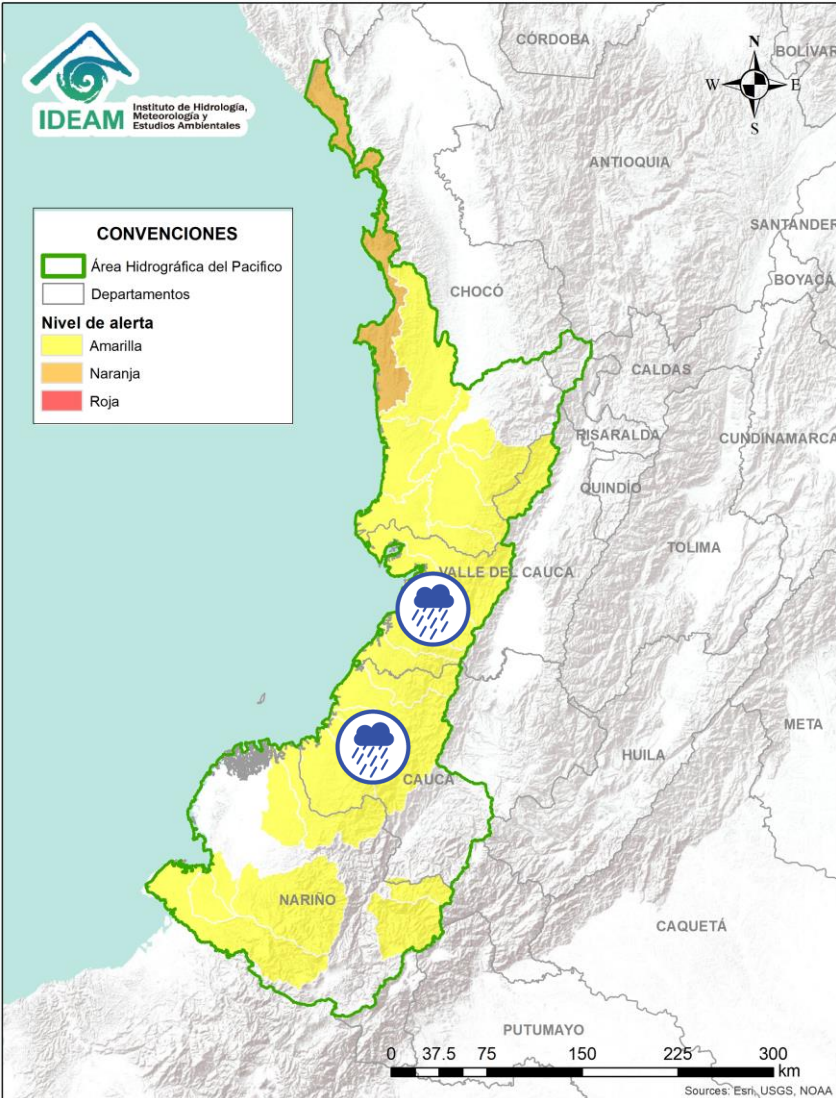 IDEAM
Instituto de Hidrología,
Meteorología y
Estudios Ambientales
CÓRDOBA
BOLÍVAR
N
W
E
S
ANTIOQUIA
SANTANDER
BOYACÁ
CHOCÓ
CONVENCIONES
Área Hidrográfica del Pacifico
Departamentos
Nivel de alerta
Amarilla
Naranja
Roja
CALDAS
RISARALDA
CUNDINAMARCA
QUINDÍO
TOLIMA
VALLE DEL CAUCA
META
HUILA
CAUCA
NARIÑO
CAQUETÁ
PUTUMAYO
0 37.5 75 150 225 300
km
Sources: Esri, USGS, NOAA